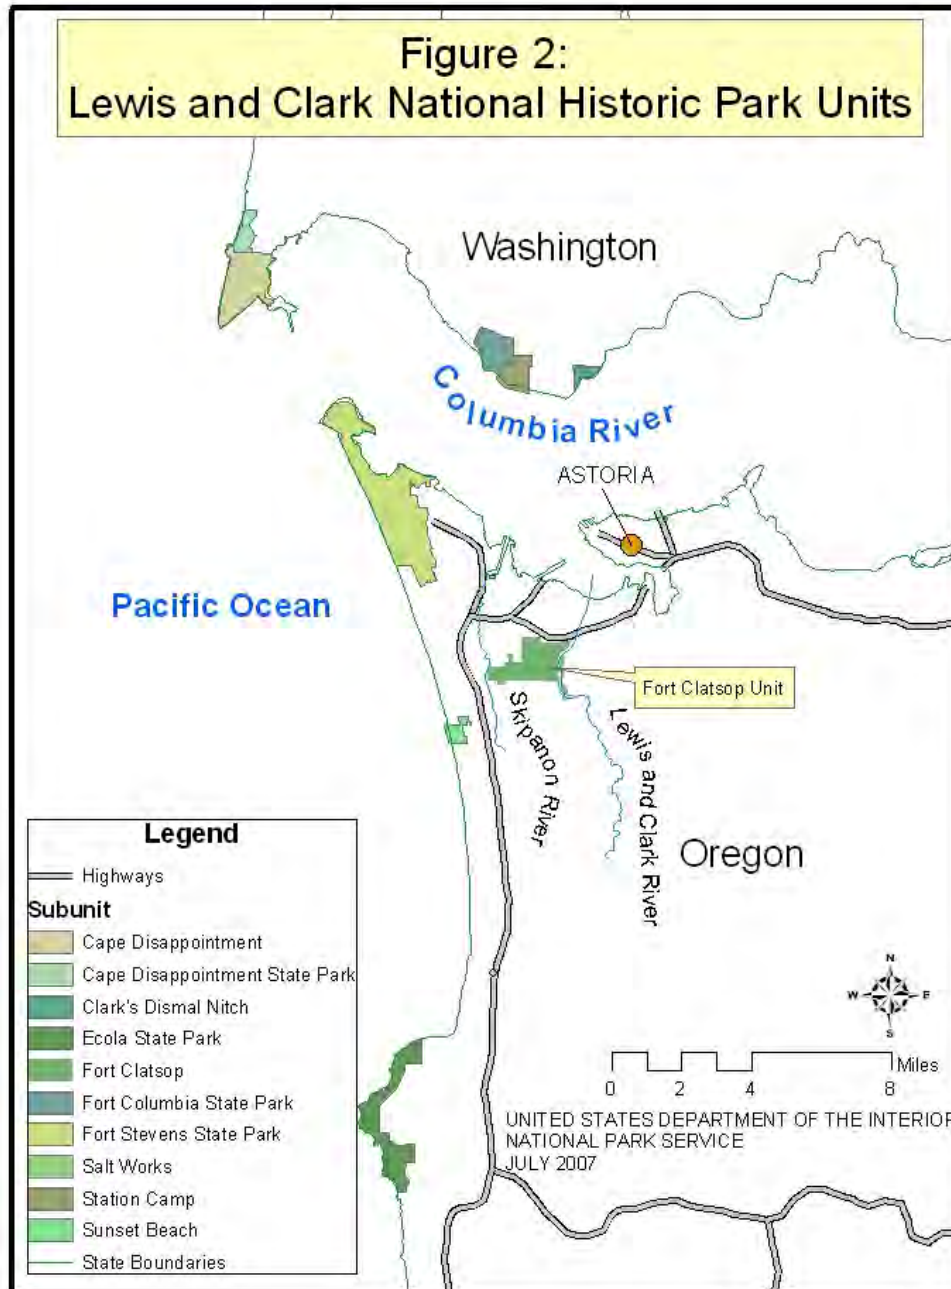 Figure 2:
Lewis and Clark National Historic Park Units
Washington
Columbia River
ASTORIA
Pacific Ocean
Fort Clatsop Unit
Skipanon River
Lewis and Clark River
Oregon
Legend
Highways
Subunit
Cape Disappointment
Cape Disappointment State Park
Clark's Dismal Nitch
Ecola State Park
Fort Clatsop
Fort Columbia State Park
Fort Stevens State Park
Salt Works
Station Camp
Sunset Beach
State Boundaries
N
W E
S
Miles
0 2 4 8
UNITED STATES DEPARTMENT OF THE INTERIOR
NATIONAL PARK SERVICE
JULY 2007